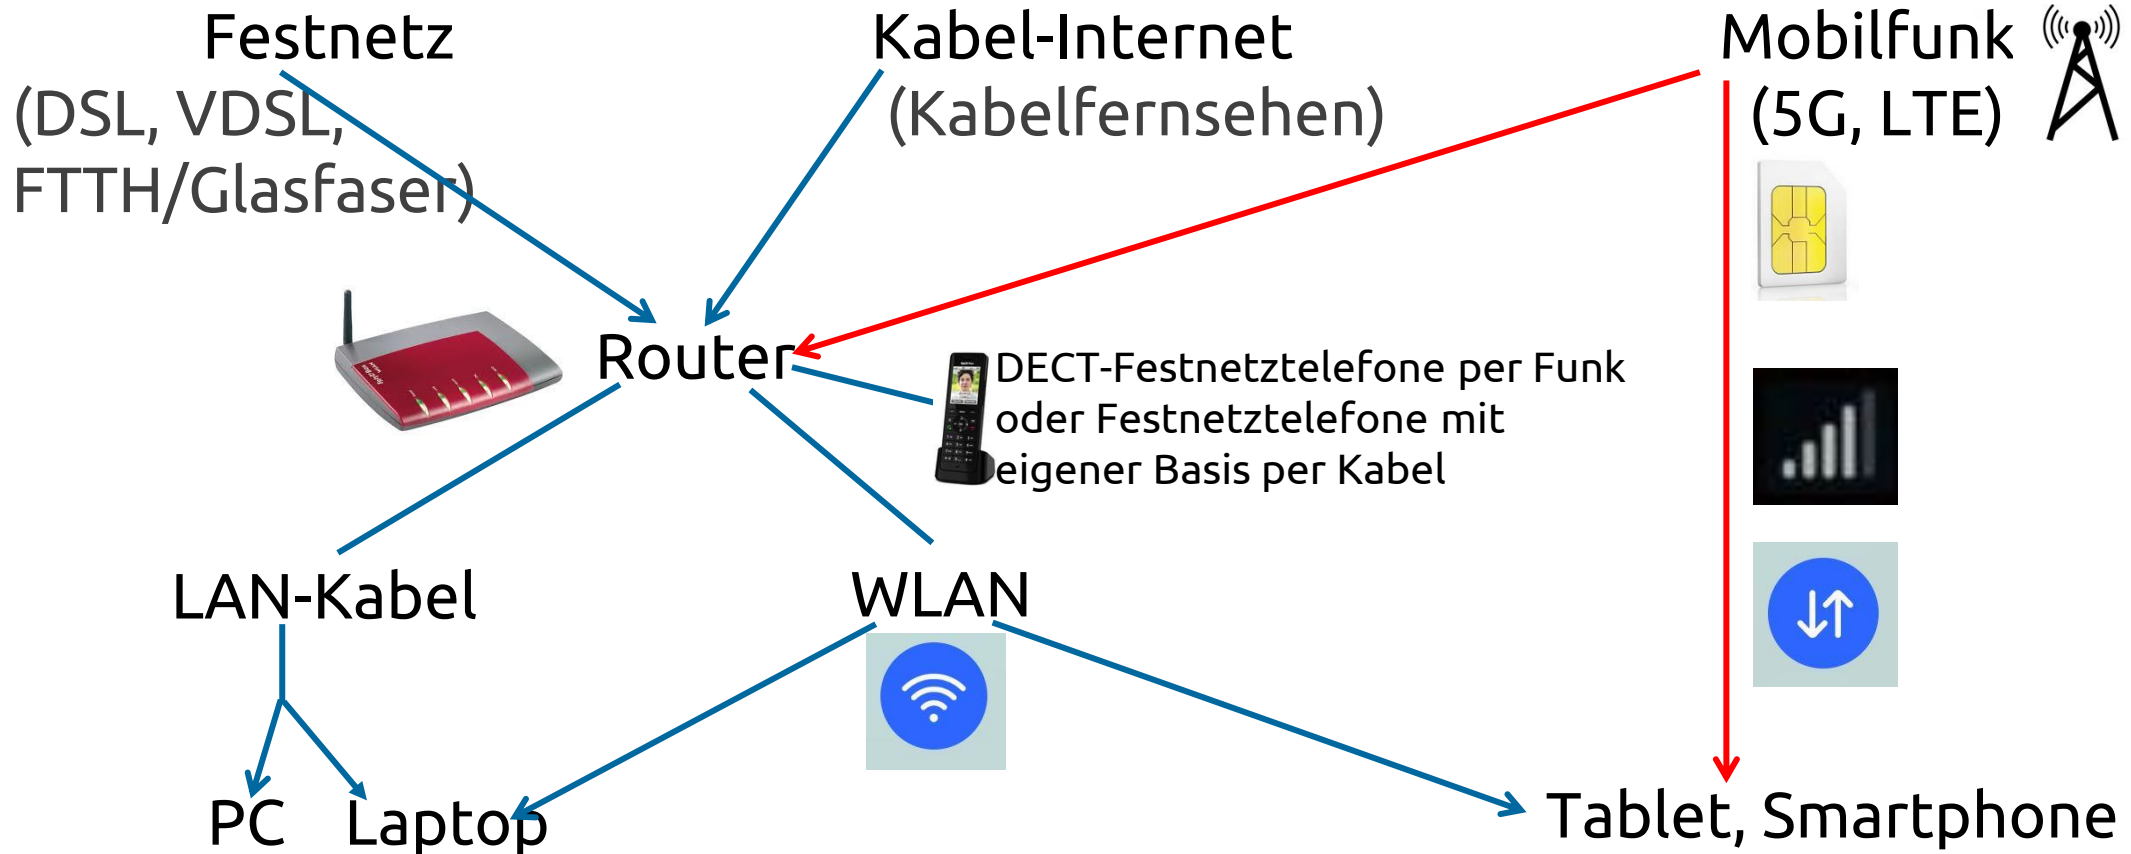 Festnetz
(DSL, VDSL,
FTTH/Glasfaser)
Kabel-Internet
(Kabelfernsehen)
Mobilfunk
(5G, LTE)
Router
DECT-Festnetztelefone per Funk
oder Festnetztelefone mit
eigener Basis per Kabel
LAN-Kabel
WLAN
PC
Laptop
Tablet, Smartphone